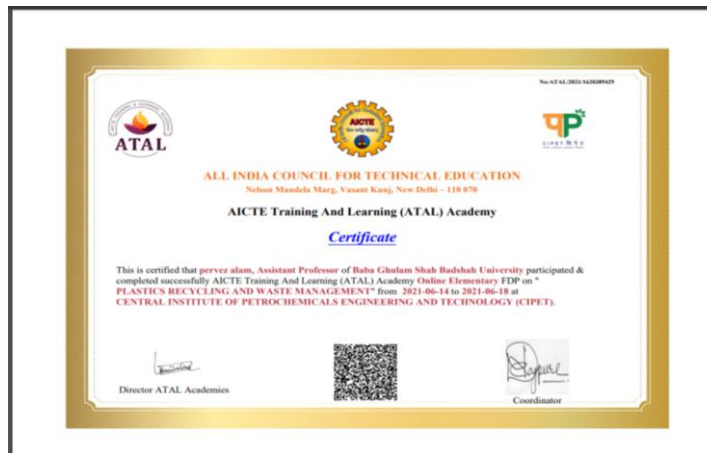 No:ATAL/2021/1620389429
ATAL
AICTE
CIPET
ALL INDIA COUNCIL FOR TECHNICAL EDUCATION
Nelson Mandela Marg, Vasant Kunj, New Delhi – 110 070
AICTE Training And Learning (ATAL) Academy
Certificate
This is certified that pervez alam, Assistant Professor of Baba Ghulam Shah Badshah University participated &
completed successfully AICTE Training And Learning (ATAL) Academy Online Elementary FDP on "
PLASTICS RECYCLING AND WASTE MANAGEMENT" from 2021-06-14 to 2021-06-18 at
CENTRAL INSTITUTE OF PETROCHEMICALS ENGINEERING AND TECHNOLOGY (CIPET).
Director ATAL Academies
Coordinator